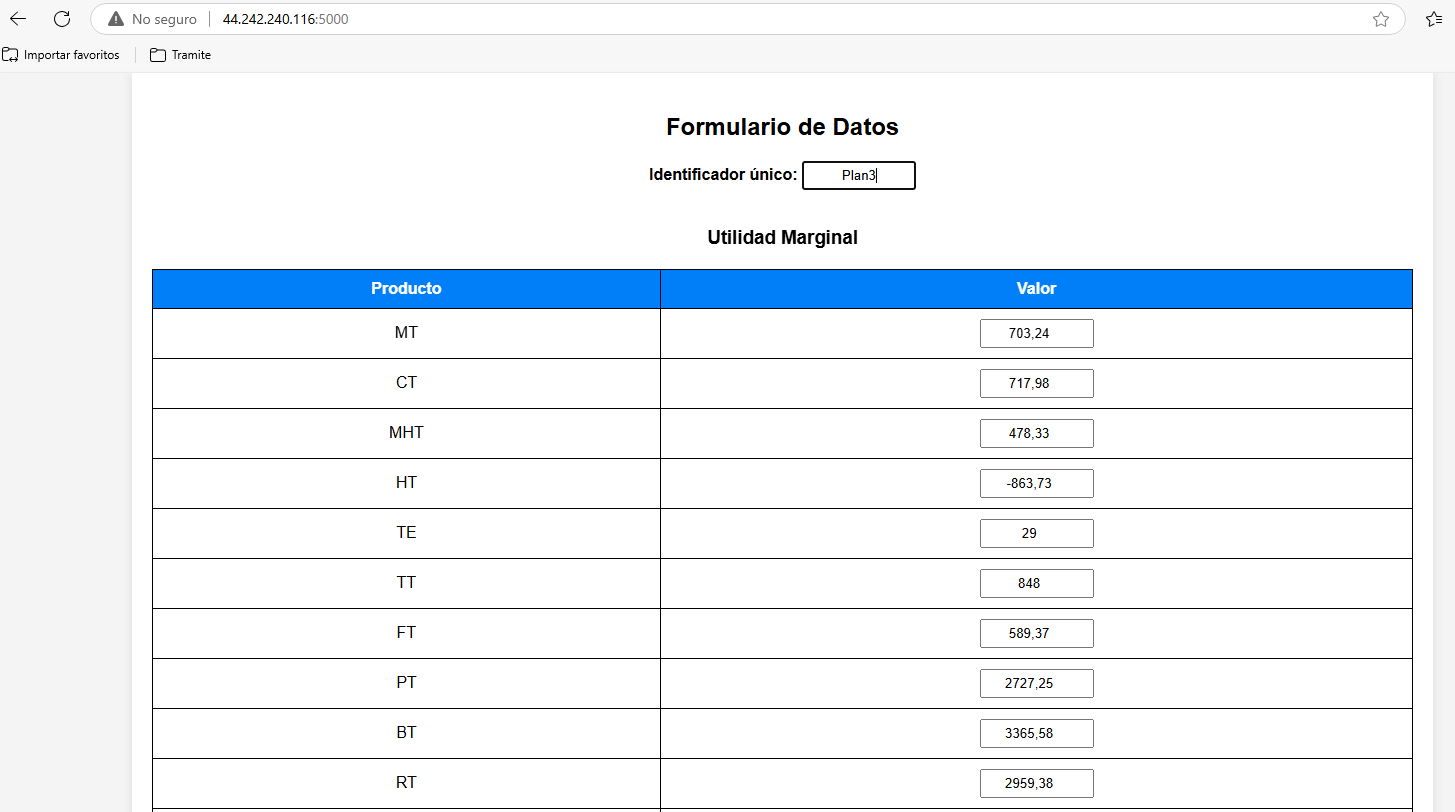 No seguro 44.242.240.116:5000
Importar favoritos Tramite
Formulario de Datos
Identificador único: Plan3
Utilidad Marginal
Producto Valor
MT 703,24
CT 717,98
MHT 478,33
HT -863,73
TE 29
TT 848
FT 589,37
PT 2727,25
BT 3365,58
RT 2959,38